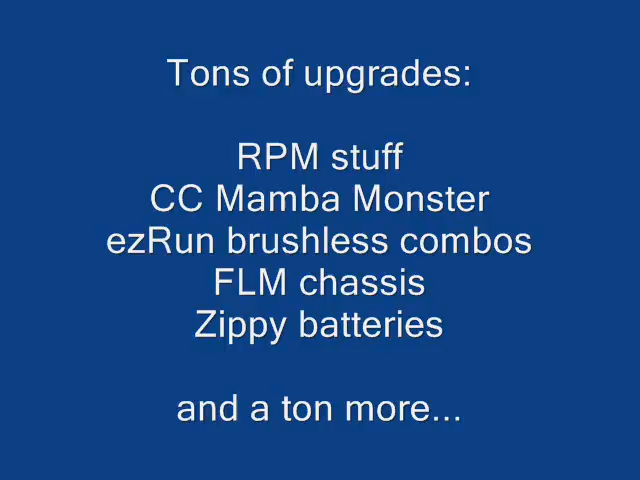 Tons of upgrades:
RPM stuff
CC Mamba Monster
ezRun brushless combos
FLM chassis
Zippy batteries
and a ton more...